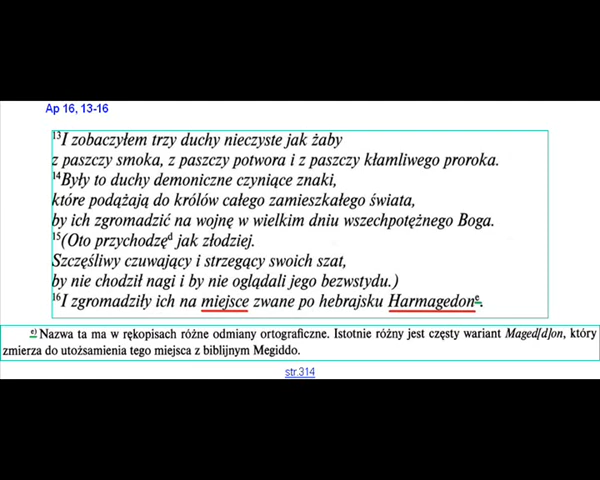 Ap 16, 13-16
¹³I zobaczyłem trzy duchy nieczyste jak żaby
z paszczy smoka, z paszczy potwora i z paszczy kłamliwego proroka.
¹⁴Były to duchy demoniczne czyniące znaki,
które podążają do królów całego zamieszkałego świata,
by ich zgromadzić na wojnę w wielkim dniu wszechpotężnego Boga.
¹⁵(Oto przychodzęᵈ jak złodziej.
Szczęśliwy czuwający i strzegący swoich szat,
by nie chodził nagi i by nie oglądali jego bezwstydu.)
¹⁶I zgromadziły ich na miejsce zwane po hebrajsku Harmagedonᵉ.
ᵉ⁾ Nazwa ta ma w rękopisach różne odmiany ortograficzne. Istotnie różny jest częsty wariant Maged[d]on, który
zmierza do utożsamienia tego miejsca z biblijnym Megiddo.
str.314